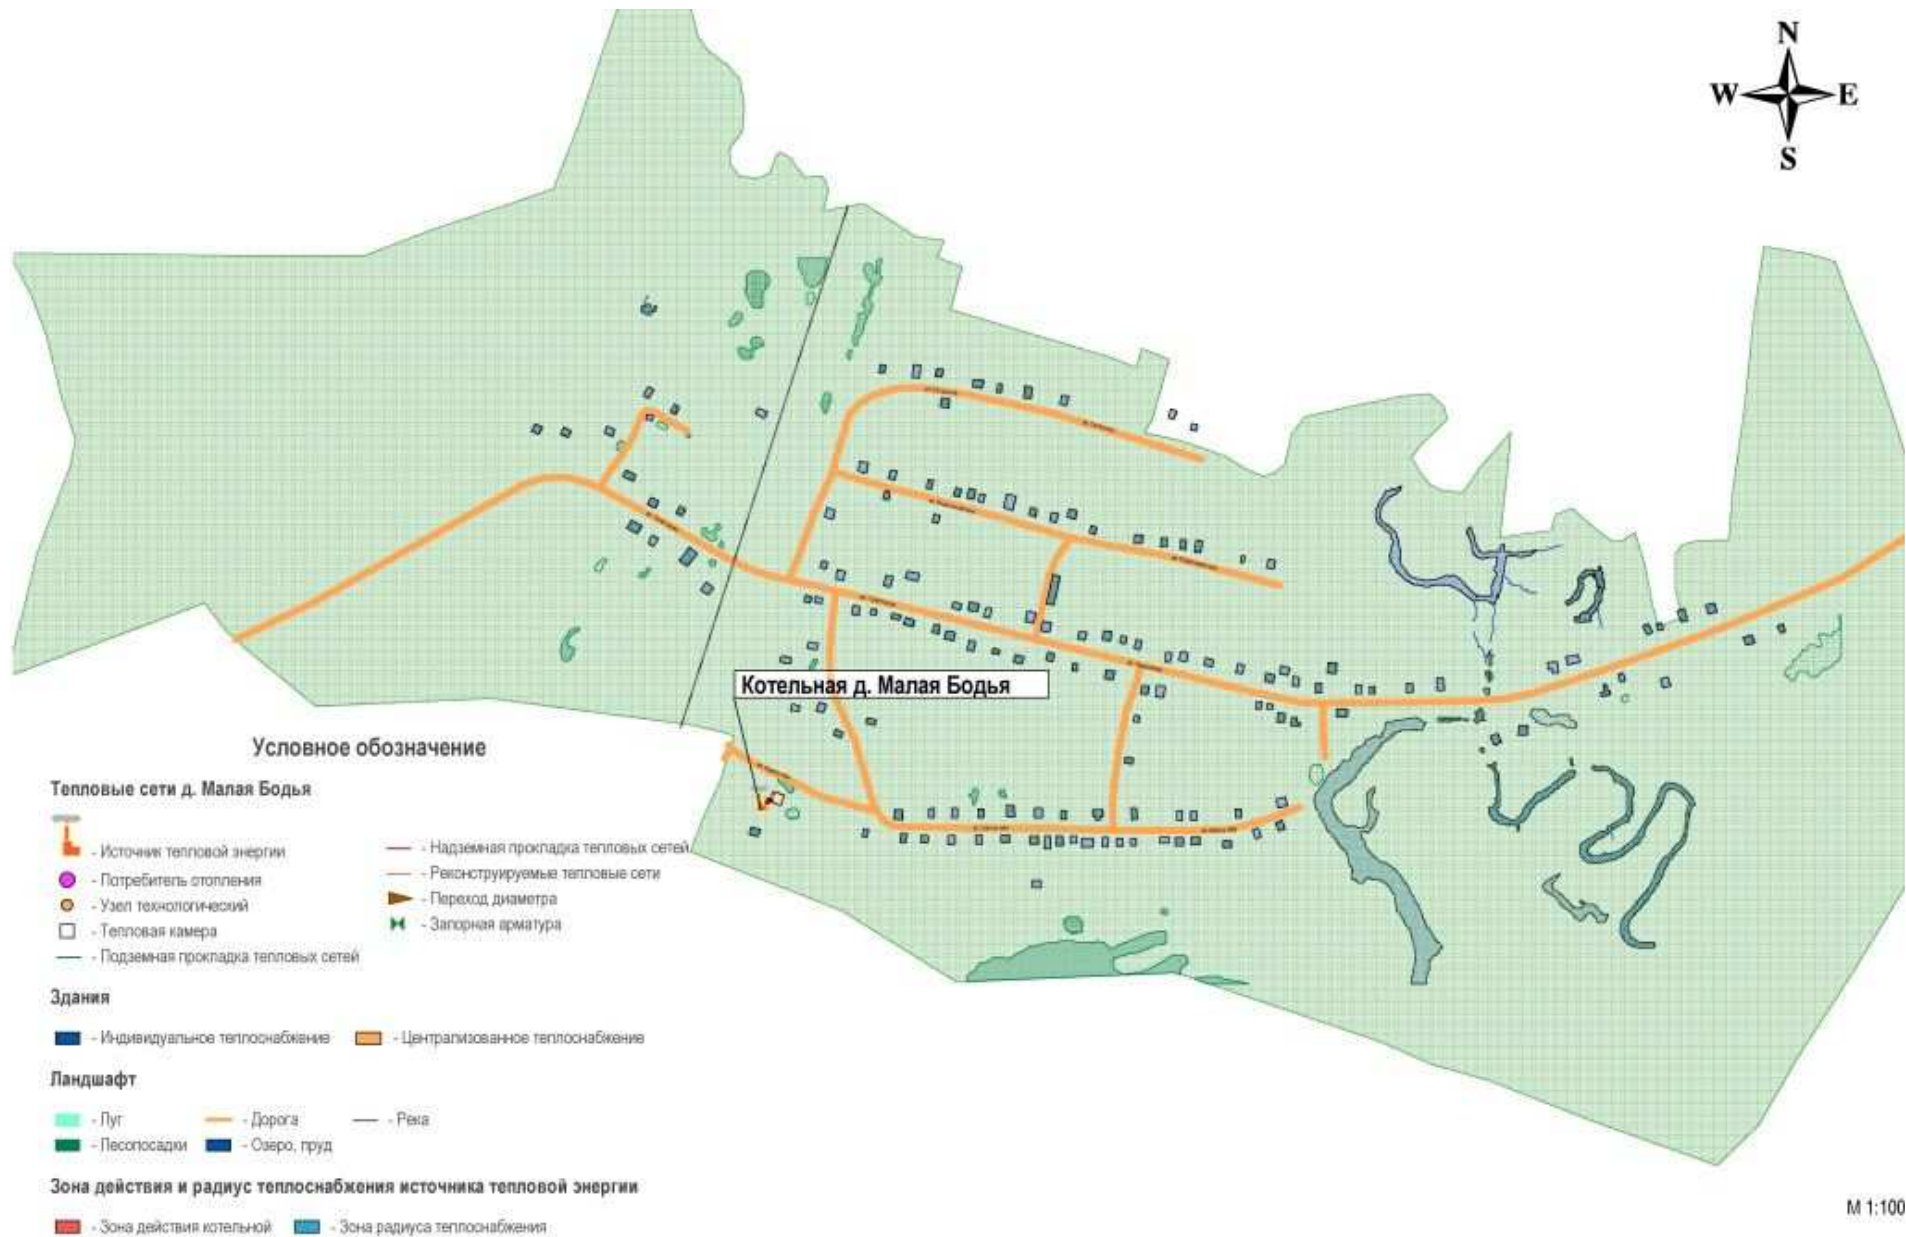 N
W E
S
Котельная д. Малая Бодья
Условное обозначение
Тепловые сети д. Малая Бодья
- Источник тепловой энергии
- Потребитель отопления
- Узел технологический
- Тепловая камера
- Подземная прокладка тепловых сетей
- Надземная прокладка тепловых сетей
- Реконструируемые тепловые сети
- Переход диаметра
- Запорная арматура
Здания
- Индивидуальное теплоснабжение - Централизованное теплоснабжение
Ландшафт
- Луг - Дорога - Река
- Лесопосадки - Озеро, пруд
Зона действия и радиус теплоснабжения источника тепловой энергии
- Зона действия котельной - Зона радиуса теплоснабжения
М 1:100